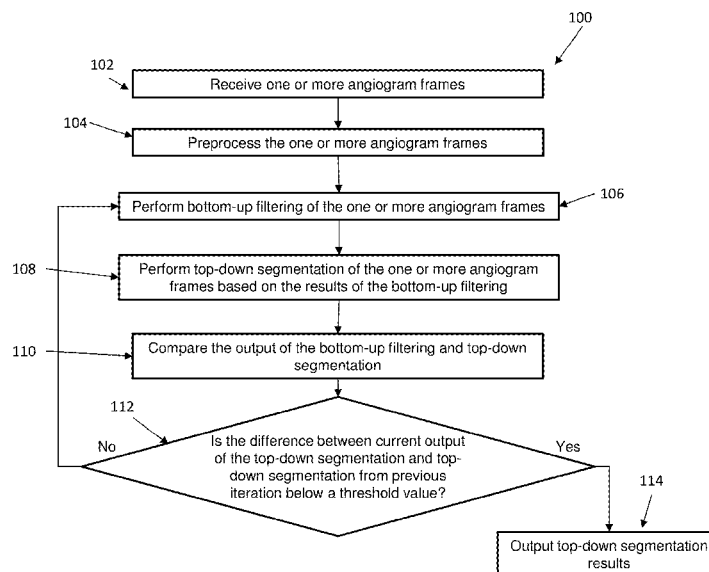 100
102
Receive one or more angiogram frames
104
Preprocess the one or more angiogram frames
106
Perform bottom-up filtering of the one or more angiogram frames
108
Perform top-down segmentation of the one or more angiogram
frames based on the results of the bottom-up filtering
110
Compare the output of the bottom-up filtering and top-down
segmentation
112
No
Is the difference between current output
of the top-down segmentation and top-
down segmentation from previous
iteration below a threshold value?
Yes
114
Output top-down segmentation
results